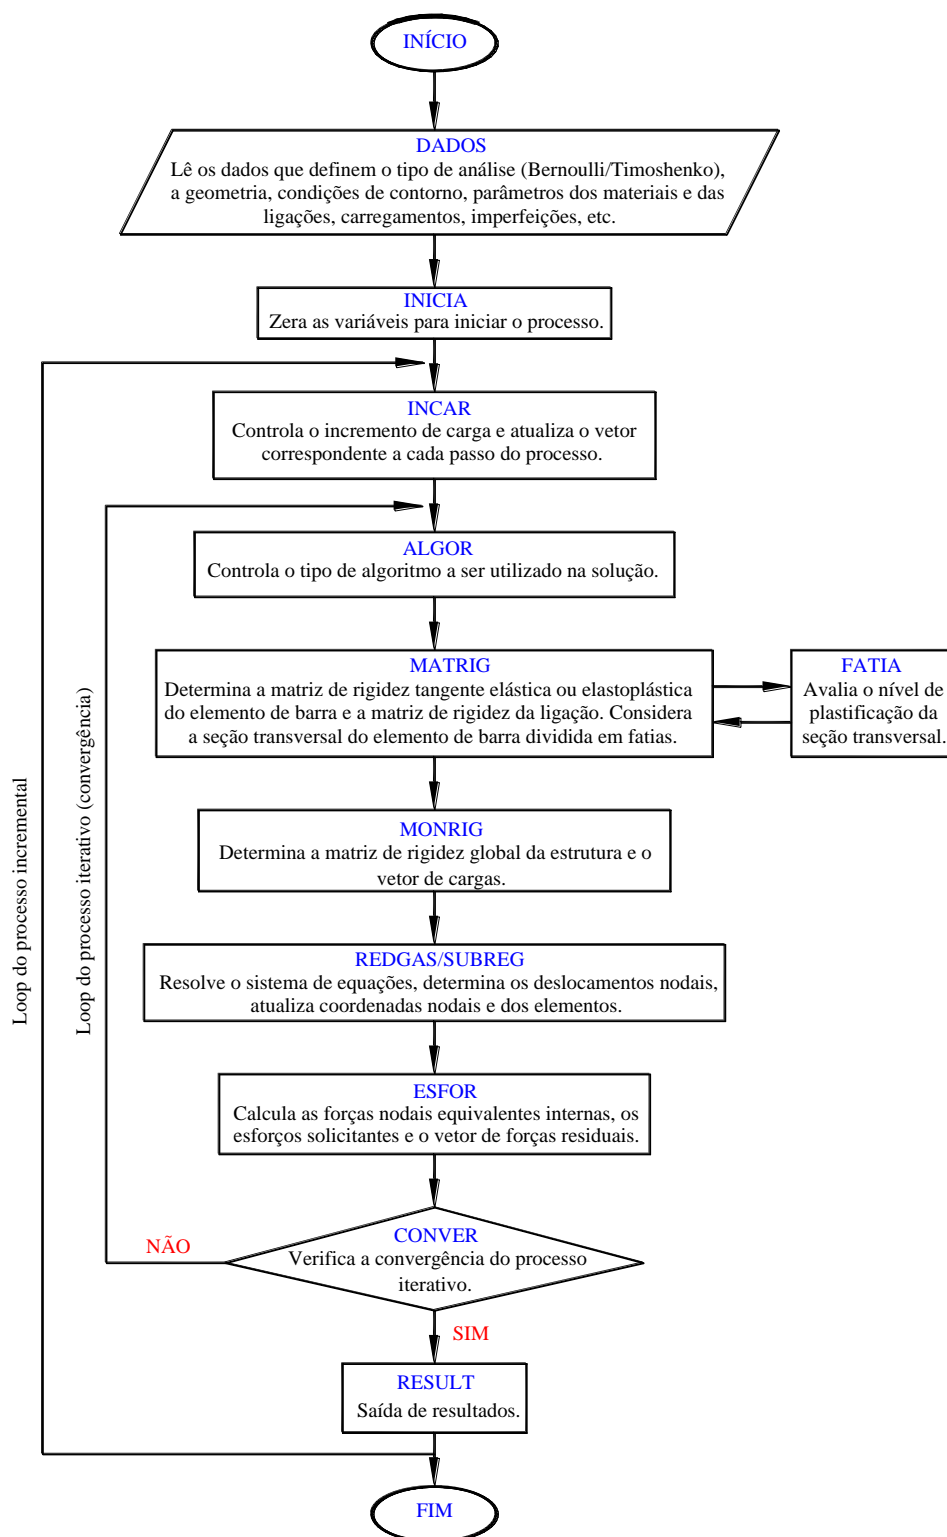 INÍCIO
DADOS
Lê os dados que definem o tipo de análise (Bernoulli/Timoshenko),
a geometria, condições de contorno, parâmetros dos materiais e das
ligações, carregamentos, imperfeições, etc.
INICIA
Zera as variáveis para iniciar o processo.
INCAR
Controla o incremento de carga e atualiza o vetor
correspondente a cada passo do processo.
ALGOR
Controla o tipo de algoritmo a ser utilizado na solução.
MATRIG
Determina a matriz de rigidez tangente elástica ou elastoplástica
do elemento de barra e a matriz de rigidez da ligação. Considera
a seção transversal do elemento de barra dividida em fatias.
FATIA
Avalia o nível de
plastificação da
seção transversal.
MONRIG
Determina a matriz de rigidez global da estrutura e o
vetor de cargas.
REDGAS/SUBREG
Resolve o sistema de equações, determina os deslocamentos nodais,
atualiza coordenadas nodais e dos elementos.
ESFOR
Calcula as forças nodais equivalentes internas, os
esforços solicitantes e o vetor de forças residuais.
CONVER
Verifica a convergência do processo
iterativo.
NÃO
SIM
RESULT
Saída de resultados.
FIM
Loop do processo incremental
Loop do processo iterativo (convergência)